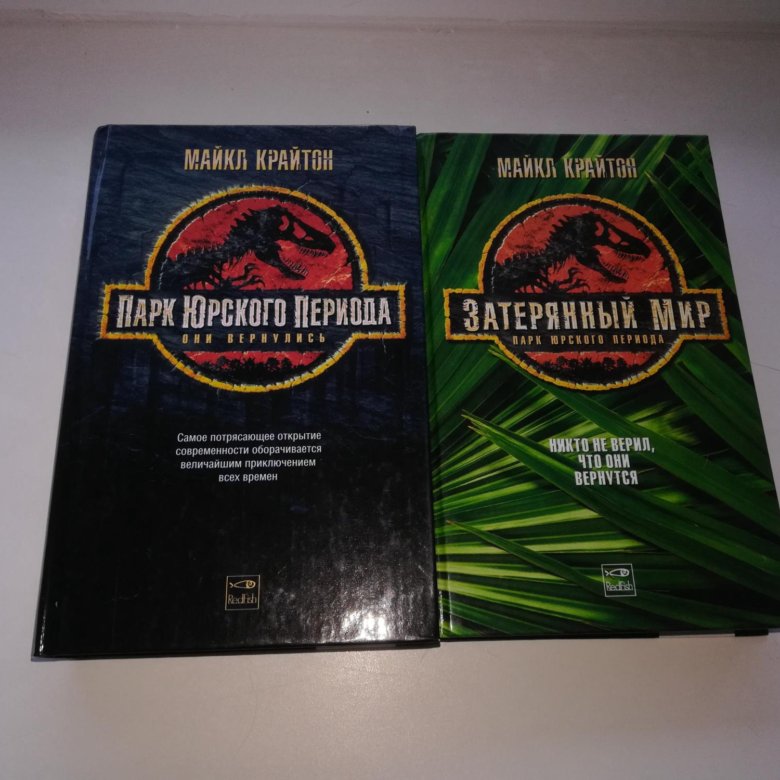 МАЙКЛ КРАЙТОН
ПАРК ЮРСКОГО ПЕРИОДА
ОНИ ВЕРНУЛИСЬ
Самое потрясающее открытие
современности оборачивается
величайшим приключением
всех времен
RedFish
МАЙКЛ КРАЙТОН
ЗАТЕРЯННЫЙ МИР
ПАРК ЮРСКОГО ПЕРИОДА
НИКТО НЕ ВЕРИЛ,
ЧТО ОНИ
ВЕРНУТСЯ
RedFish